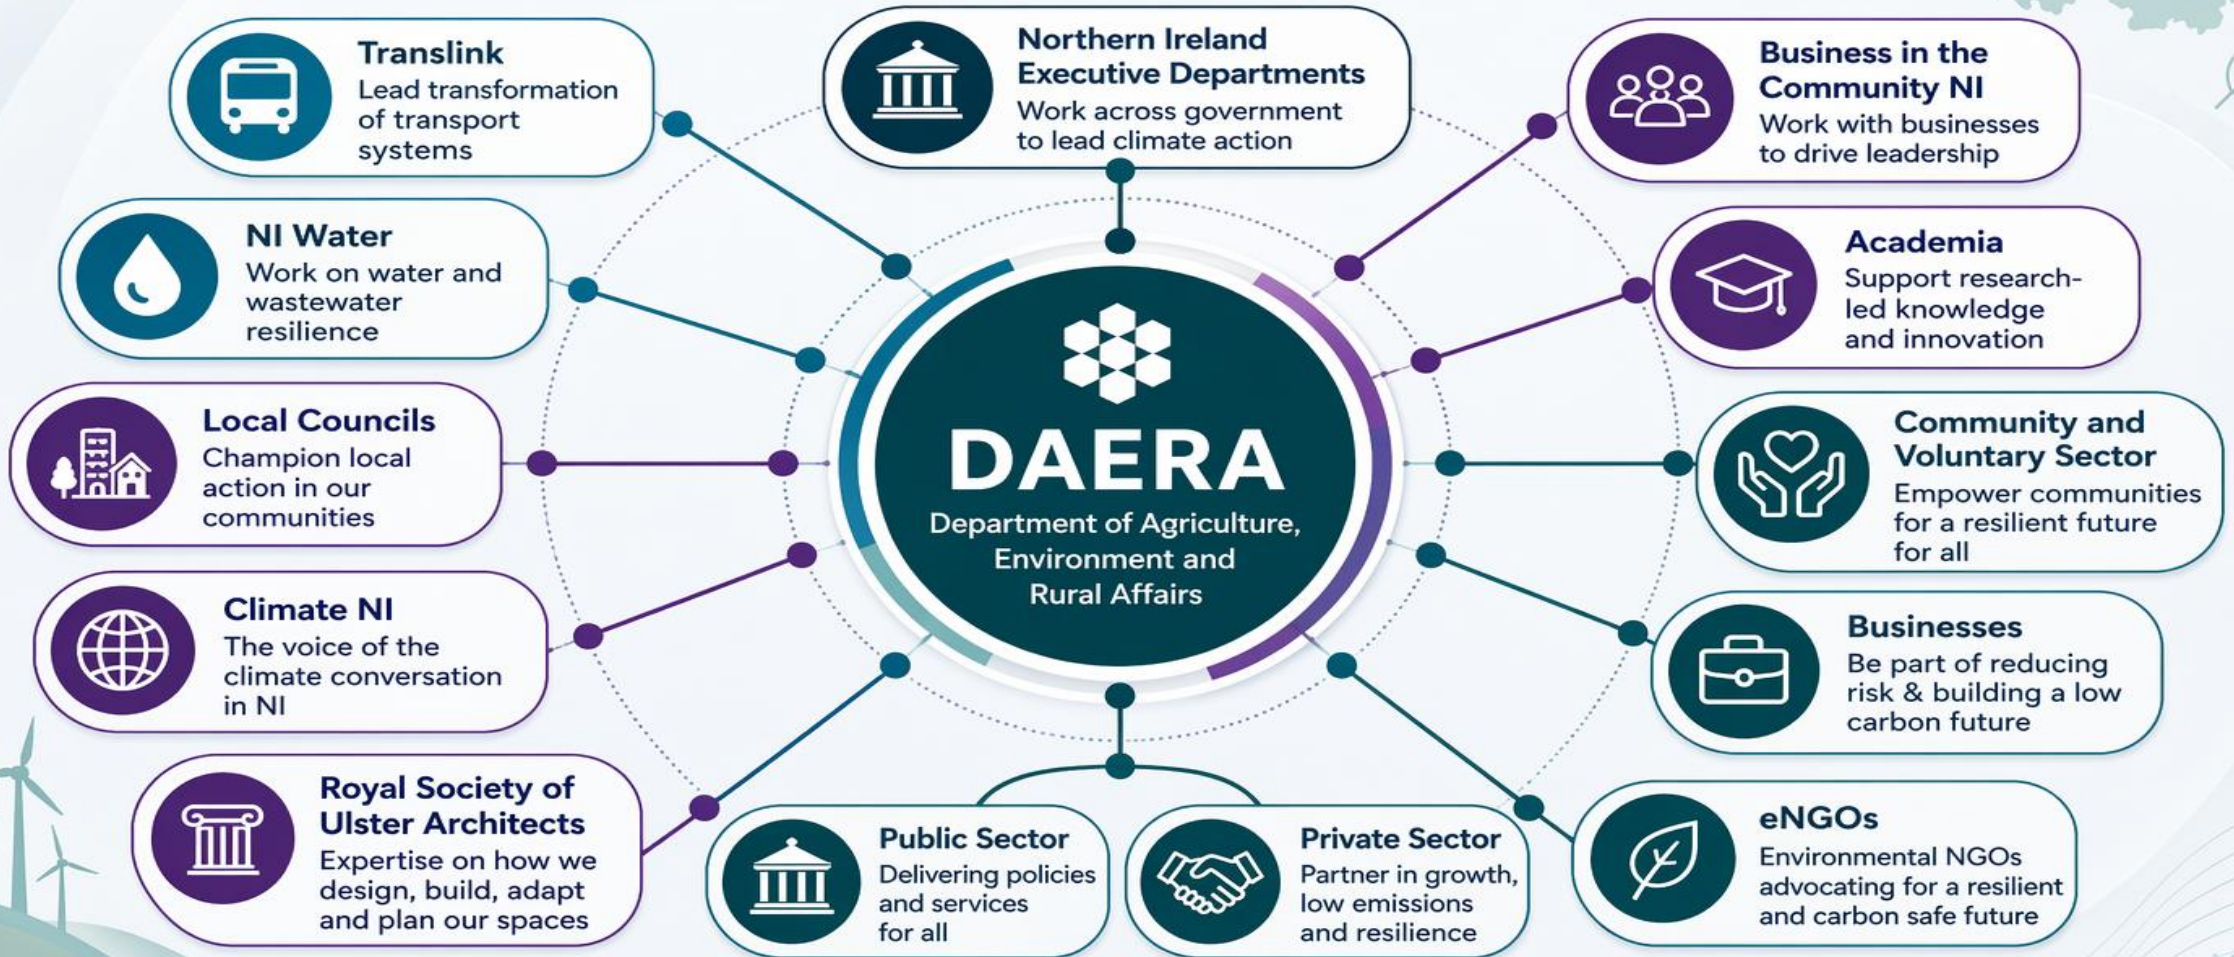 Translink
Lead transformation
of transport
systems
Northern Ireland
Executive Departments
Work across government
to lead climate action
Business in the
Community NI
Work with businesses
to drive leadership
NI Water
Work on water and
wastewater
resilience
Academia
Support research-
led knowledge
and innovation
Local Councils
Champion local
action in our
communities
DAERA
Department of Agriculture,
Environment and
Rural Affairs
Community and
Voluntary Sector
Empower communities
for a resilient future
for all
Climate NI
The voice of the
climate conversation
in NI
Businesses
Be part of reducing
risk & building a low
carbon future
Royal Society of
Ulster Architects
Expertise on how we
design, build, adapt
and plan our spaces
Public Sector
Delivering policies
and services
for all
Private Sector
Partner in growth,
low emissions
and resilience
eNGOs
Environmental NGOs
advocating for a resilient
and carbon safe future